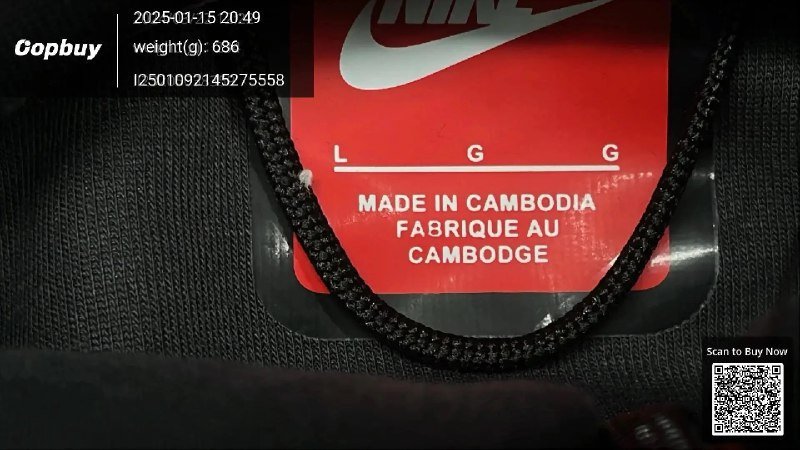 2025-01-15 20:49
Copbuy
weight(g): 686
I2501092145275558
NIKE
L G G
MADE IN CAMBODIA
FABRIQUE AU
CAMBODGE
Scan to Buy Now